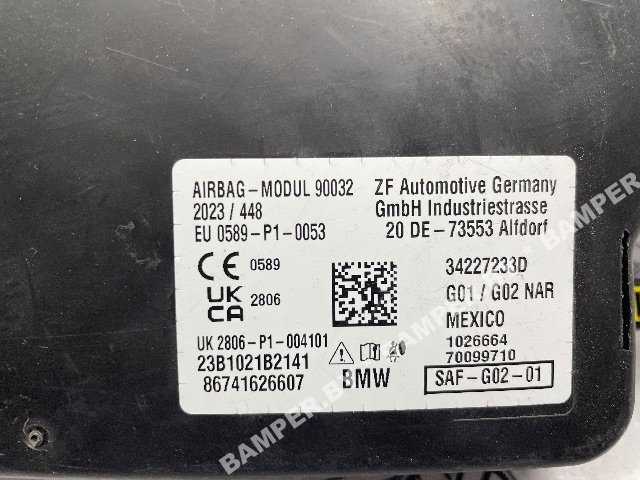 AIRBAG-MODUL 90032
2023 / 448
EU 0589-P1-0053
ZF Automotive Germany
GmbH Industriestrasse
20 DE-73553 Alfdorf
CE 0589
UK CA 2806
34227233D
G01 / G02 NAR
MEXICO
UK 2806-P1-004101
23B1021B2141
86741626607
BMW
1026664
70099710
SAF-G02-01
BAMPER.BY